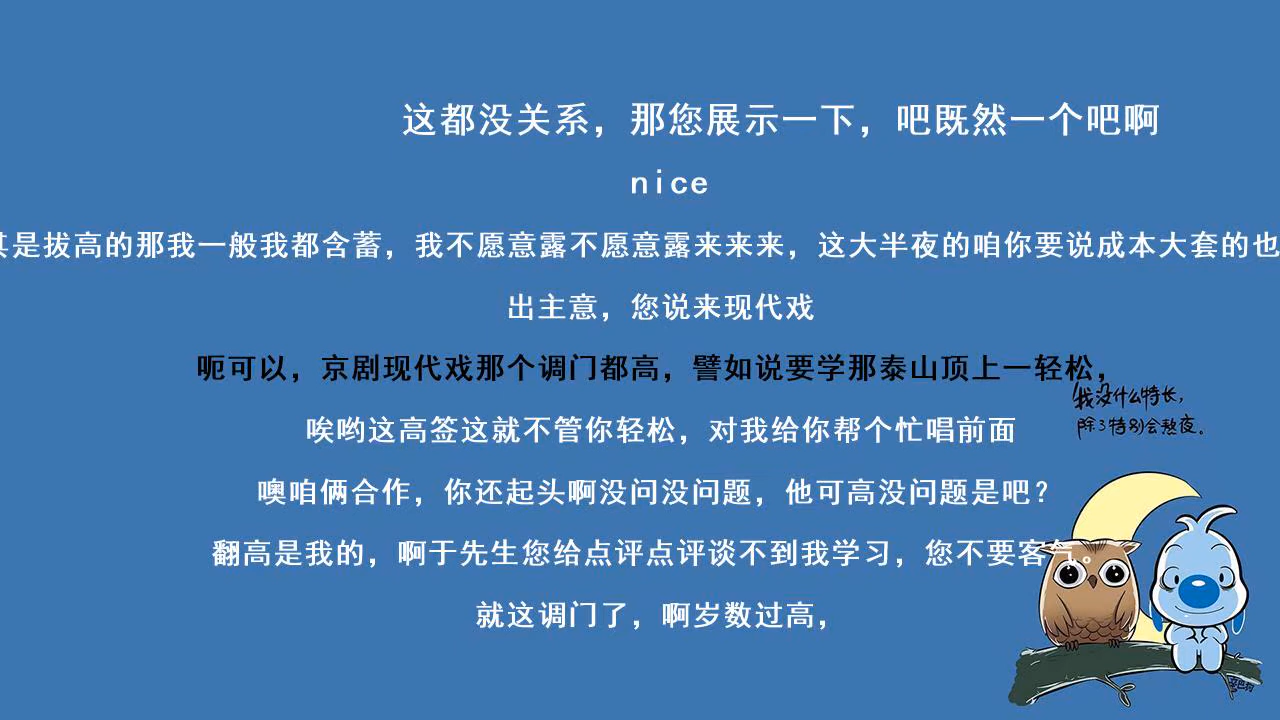 这都没关系，那您展示一下，吧既然一个吧啊
nice
其是拔高的那我一般我都含蓄，我不愿意露不愿意露来来来，这大半夜的咱你要说成本大套的也
出主意，您说来现代戏
呃可以，京剧现代戏那个调门都高，譬如说要学那泰山顶上一轻松，
我没什么特长，
除了特别会熬夜。
唉哟这高签这就不管你轻松，对我给你帮个忙唱前面
噢咱俩合作，你还起头啊没问没问题，他可高没问题是吧？
翻高是我的，啊于先生您给点评点评谈不到我学习，您不要客气。
就这调门了，啊岁数过高，